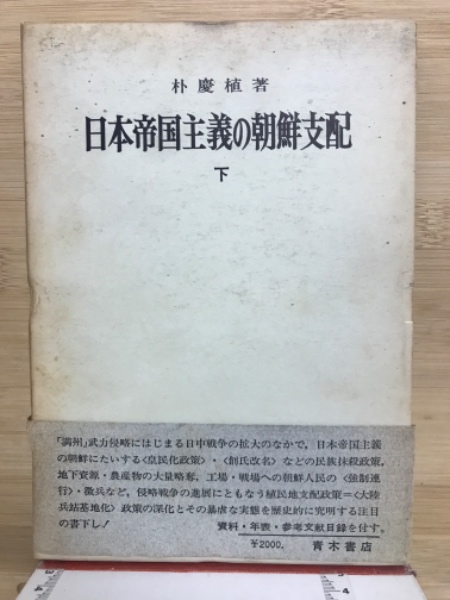 朴慶植著
日本帝国主義の朝鮮支配
下
「満州」武力侵略にはじまる日中戦争の拡大のなかで，日本帝国主義
の朝鮮にたいする〈皇民化政策〉・〈創氏改名〉などの民族抹殺政策，
地下資源・農産物の大量略奪，工場・戦場への朝鮮人民の〈強制連
行〉・徴兵など，侵略戦争の進展にともなう植民地支配政策＝〈大陸
兵站基地化〉政策の深化とその暴虐な実態を歴史的に究明する注目
の書下し！
資料・年表・参考文献目録を付す。
〒2000. 青木書店